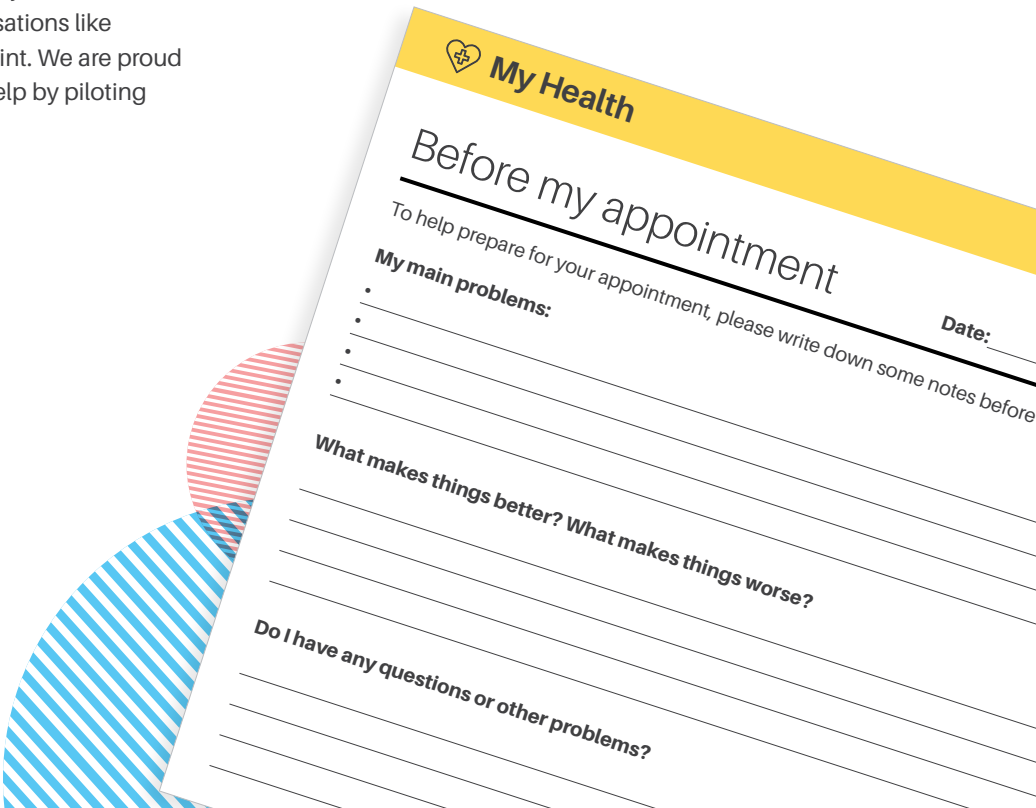 sations like
int. We are proud
elp by piloting
My Health
Before my appointment
Date:
To help prepare for your appointment, please write down some notes before
My main problems:
•
•
•
•
What makes things better? What makes things worse?
Do I have any questions or other problems?